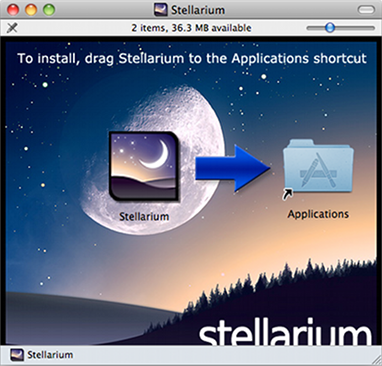 Stellarium
2 items, 36.3 MB available
To install, drag Stellarium to the Applications shortcut
Stellarium
Applications
stellarium
Stellarium